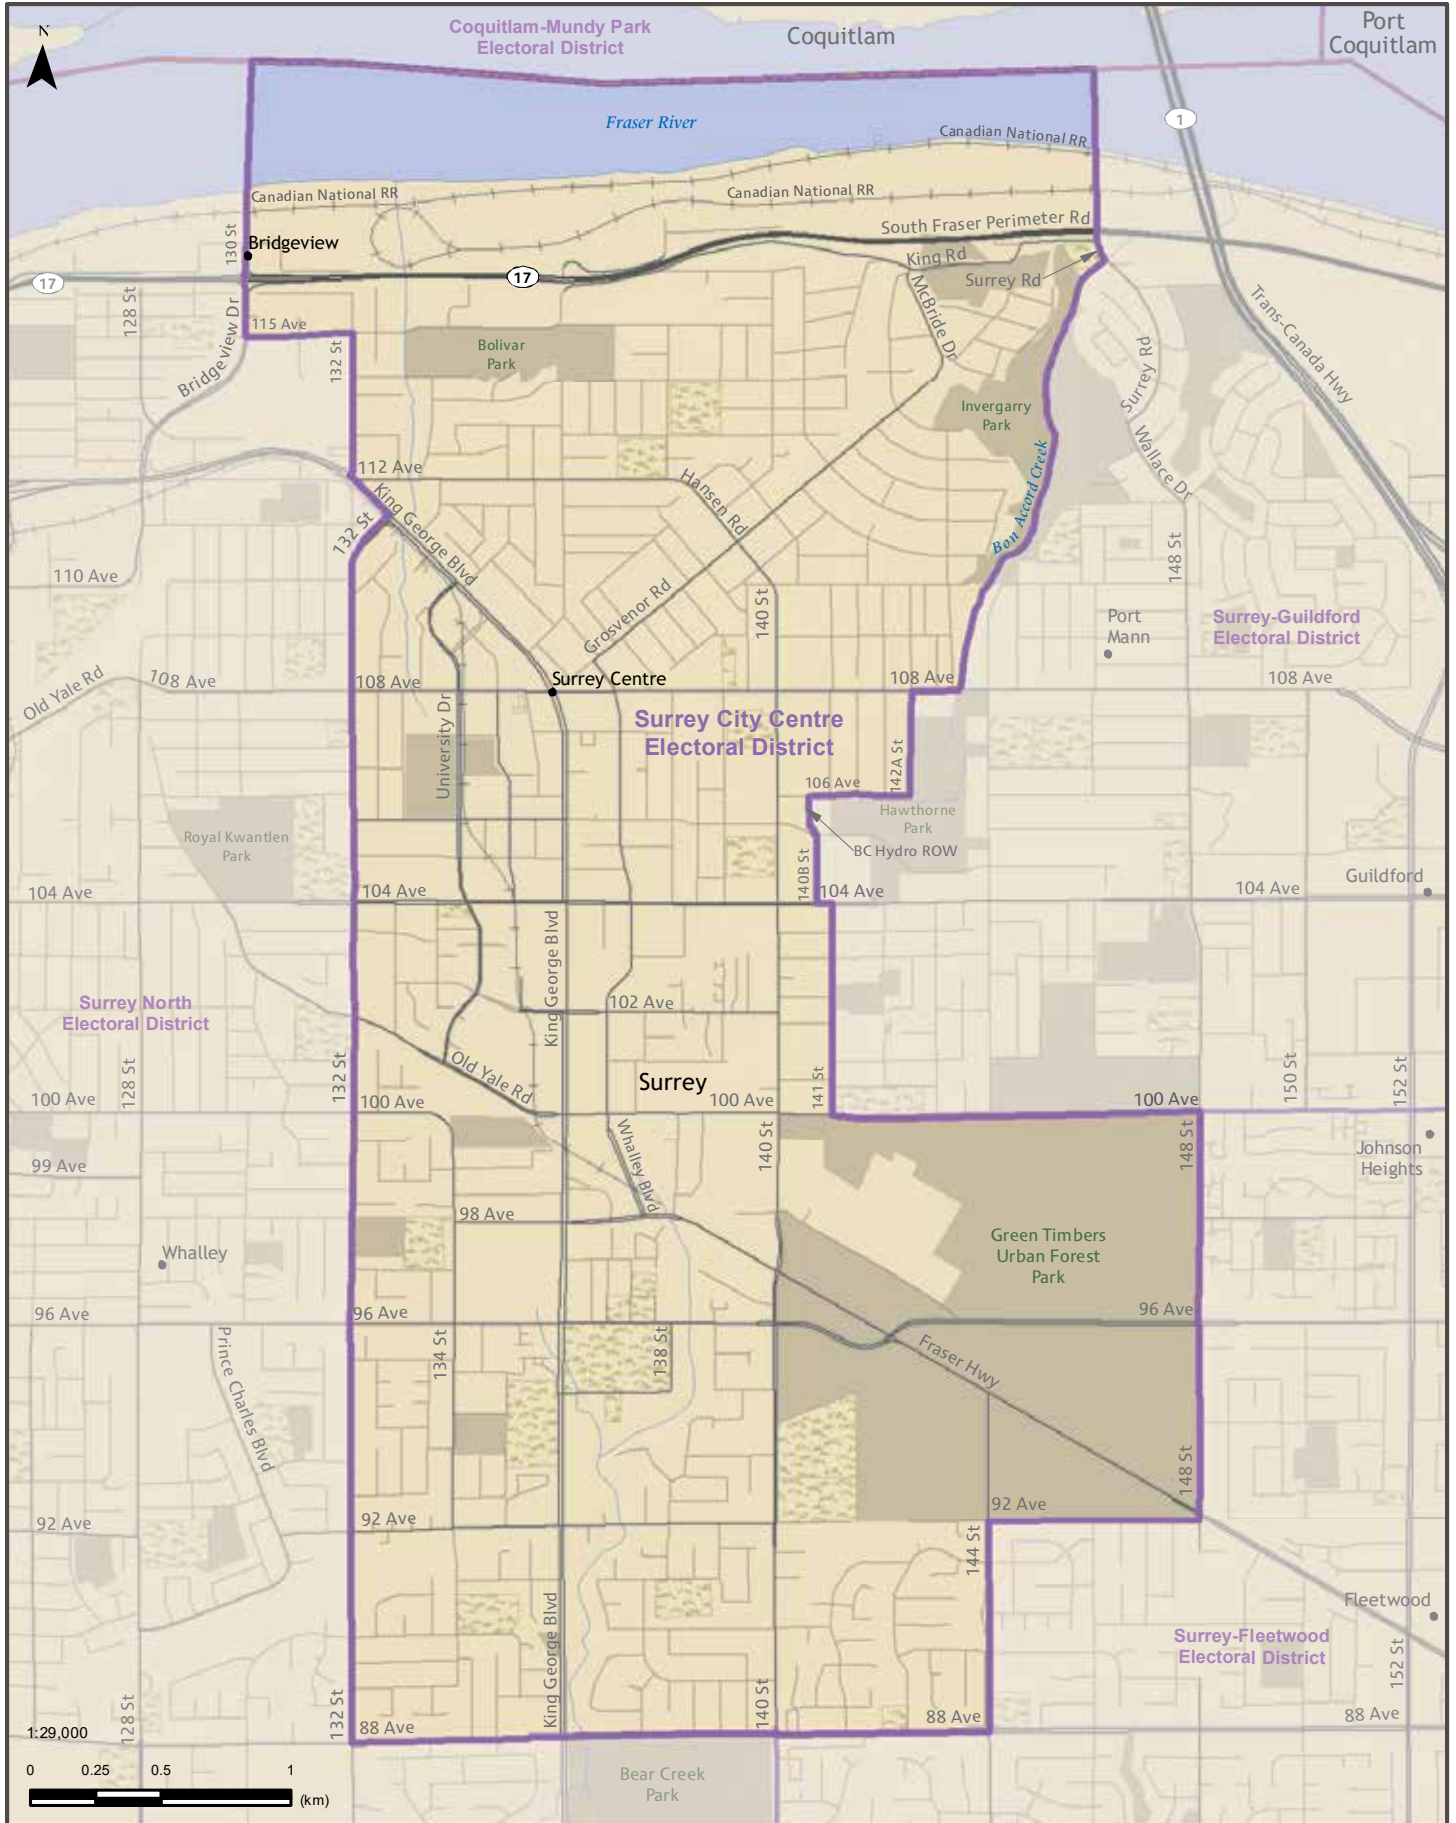 N
Coquitlam-Mundy Park
Electoral District
Coquitlam
Port
Coquitlam
1
Fraser River
Canadian National RR
Canadian National RR
Canadian National RR
South Fraser Perimeter Rd
130 St
Bridgeview
King Rd
Surrey Rd
17
17
McBride Dr
128 St
Bridgeview Dr
115 Ave
132 St
Bolivar
Park
Trans-Canada Hwy
Surrey Rd
Invergarry
Park
Wallace Dr
Bon Accord Creek
112 Ave
King George Blvd
Hansen Rd
132 St
148 St
110 Ave
Grosvenor Rd
140 St
Port
Mann
Surrey-Guildford
Electoral District
Old Yale Rd
108 Ave
108 Ave
Surrey Centre
108 Ave
108 Ave
University Dr
Surrey City Centre
Electoral District
142A St
106 Ave
Hawthorne
Park
Royal Kwantlen
Park
BC Hydro ROW
140B St
104 Ave
104 Ave
104 Ave
104 Ave
Guildford
King George Blvd
Surrey North
Electoral District
102 Ave
128 St
132 St
Old Yale Rd
Surrey
141 St
150 St
152 St
100 Ave
100 Ave
100 Ave
100 Ave
Whalley Blvd
140 St
148 St
Johnson
Heights
99 Ave
98 Ave
Whalley
Green Timbers
Urban Forest
Park
96 Ave
96 Ave
96 Ave
Prince Charles Blvd
134 St
138 St
Fraser Hwy
148 St
92 Ave
92 Ave
92 Ave
144 St
King George Blvd
Fleetwood
Surrey-Fleetwood
Electoral District
152 St
128 St
132 St
140 St
88 Ave
88 Ave
88 Ave
1:29,000
0 0.25 0.5 1
(km)
Bear Creek
Park